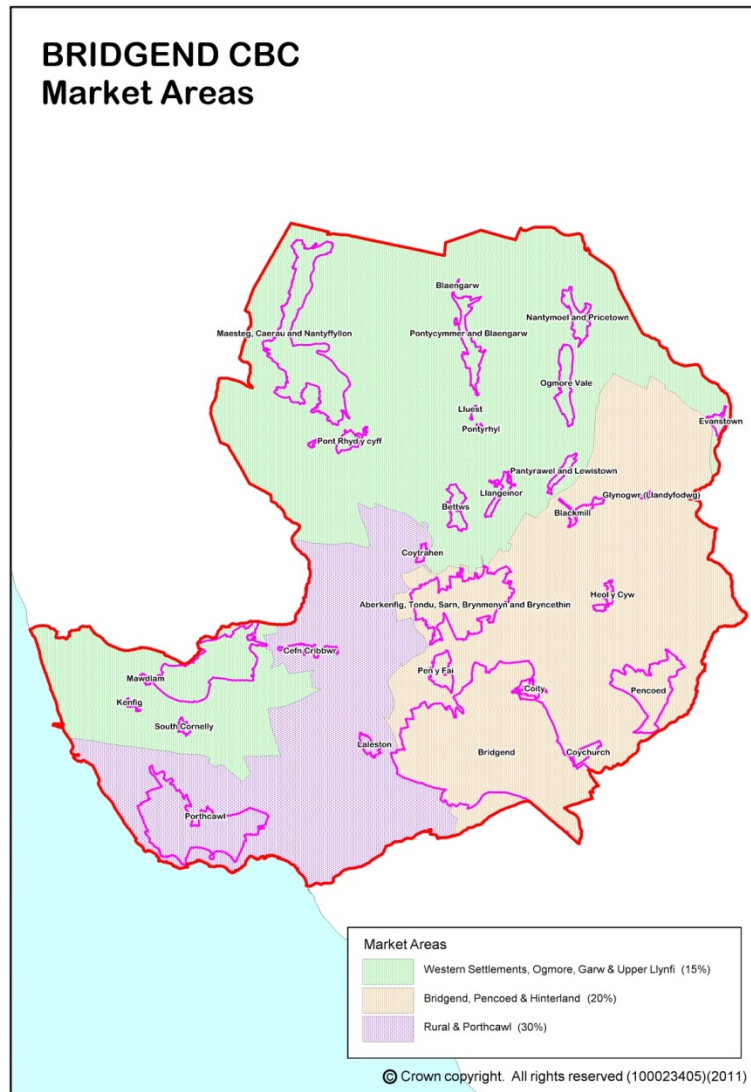 BRIDGEND CBC
Market Areas
Blaengarw
Nantymoel and Pricetown
Maesteg, Caerau and Nantyffyllon
Pontycymmer and Blaengarw
Ogmore Vale
Lluest
Evanstown
Pontyrhyl
Pont Rhyd y cyff
Pantyrawel and Lewistown
Llangeinor
Glynogwr (Llandyfodwg)
Bettws
Blackmill
Coytrahen
Heol y Cyw
Aberkenfig, Tondu, Sarn, Brynmenyn and Bryncethin
Cefn Cribbwr
Pen y Fai
Mawdlam
Coity
Pencoed
Kenfig
South Cornelly
Laleston
Bridgend
Coychurch
Porthcawl
Market Areas
Western Settlements, Ogmore, Garw & Upper Llynfi (15%)
Bridgend, Pencoed & Hinterland (20%)
Rural & Porthcawl (30%)
© Crown copyright. All rights reserved (100023405)(2011)